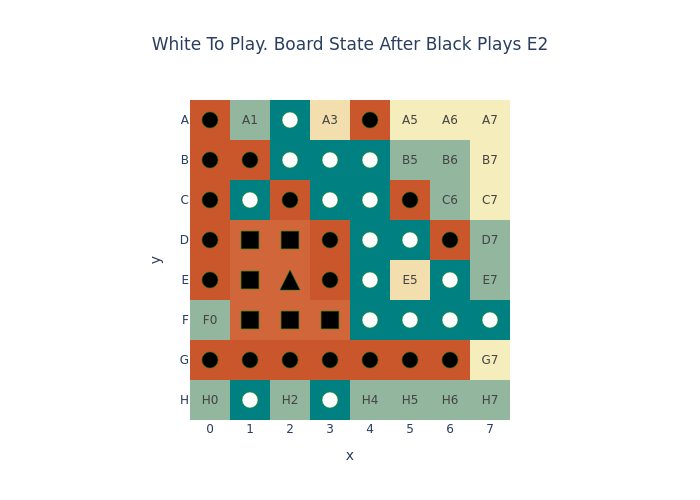 White To Play. Board State After Black Plays E2
A A1 A3 A5 A6 A7
B B5 B6 B7
C C6 C7
D D7
y
E E5 E7
F F0
G G7
H H0 H2 H4 H5 H6 H7
0 1 2 3 4 5 6 7
x